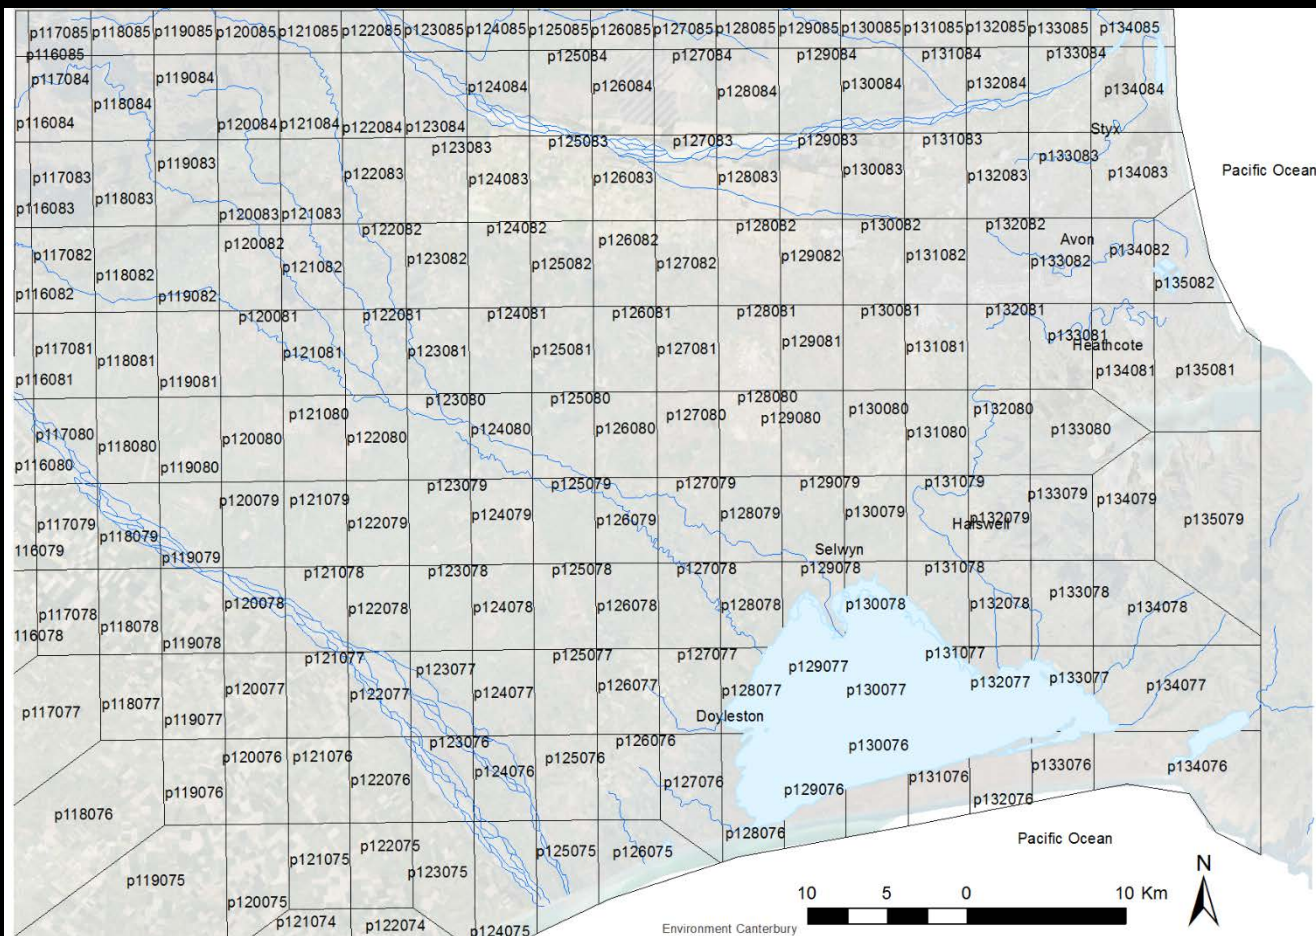 p117085 p118085 p119085 p120085 p121085 p122085 p123085 p124085 p125085 p126085 p127085 p128085 p129085 p130085 p131085 p132085 p133085 p134085
p116085 p125084 p127084 p129084 p131084 p133084
p117084 p119084 p124084 p126084 p128084 p130084 p132084 p134084
p118084
p116084 p120084 p121084 p122084 p123084 Styx
p123083 p125083 p127083 p129083 p131083
p119083 p133083
p117083 p122083 p124083 p126083 p128083 p130083 p132083 p134083 Pacific Ocean
p118083
p116083 p120083 p121083
p122082 p124082 p128082 p130082 p132082
p120082 p126082 Avon
p117082 p123082 p129082 p131082 p134082
p118082 p121082 p125082 p127082 p133082
p116082 p119082 p135082
p120081 p122081 p124081 p126081 p128081 p130081 p132081
p117081 p121081 p123081 p125081 p127081 p129081 p131081 p133081
Heathcote
p118081
p116081 p119081 p134081 p135081
p123080 p125080 p128080
p121080 p127080 p129080 p130080 p132080
p117080 p118080 p120080 p122080 p124080 p126080 p131080 p133080
p116080 p119080
p123079 p125079 p127079 p129079 p131079
p120079 p121079 p133079 p134079
p117079 p122079 p124079 p126079 p128079 p130079 p132079 p135079
Halswell
p118079
116079 p119079 Selwyn
p121078 p123078 p125078 p127078 p129078 p131078
p120078 p122078 p124078 p126078 p128078 p130078 p132078 p133078 p134078
p117078 p118078
116078 p119078
p121077 p123077 p125077 p127077 p129077 p131077
p120077 p122077 p124077 p126077 p128077 p130077 p132077 p133077 p134077
p117077 p118077 p119077 Doyleston
p123076 p126076 p130076
p120076 p121076 p125076
p122076 p124076 p127076 p131076 p133076 p134076
p119076 p129076
p118076 p132076
p128076 Pacific Ocean
p121075 p122075 p125075 p126075
p119075 p123075
p120075
p121074 p122074 p124075
N
10 5 0 10 Km
Environment Canterbury